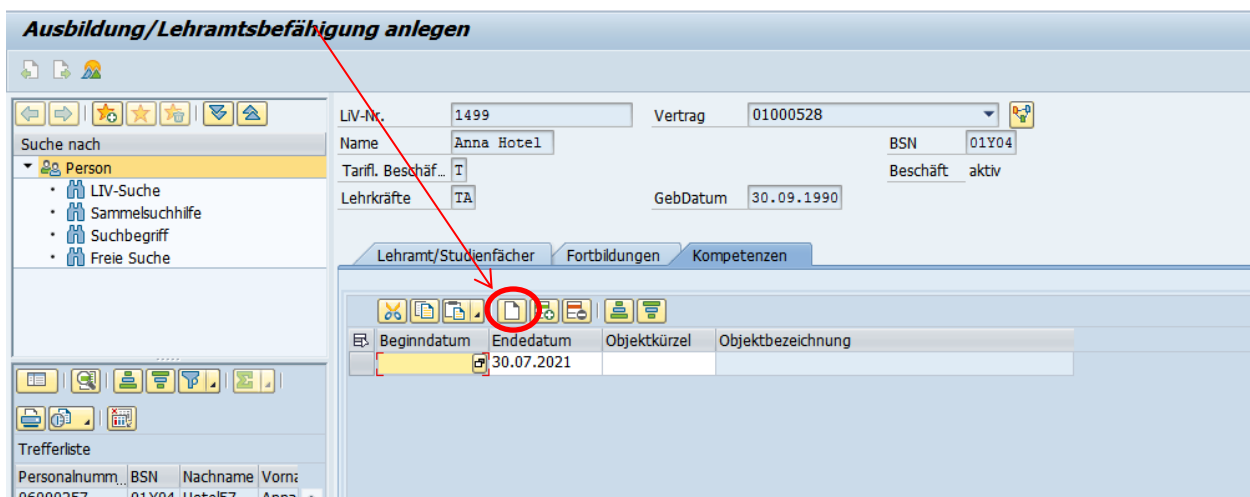 Ausbildung/Lehramtsbefähigung anlegen
Suche nach
Person
LIV-Suche
Sammelsuchhilfe
Suchbegriff
Freie Suche
LiV-Nr. 1499 Vertrag 01000528
Name Anna Hotel BSN 01Y04
Tarifl. Beschäf... T Beschäft aktiv
Lehrkräfte TA GebDatum 30.09.1990
Lehramt/Studienfächer Fortbildungen Kompetenzen
Beginndatum Endedatum Objektkürzel Objektbezeichnung
30.07.2021
Trefferliste
Personalnumm... BSN Nachname Vorna
01Y04 Hotel57 Anna